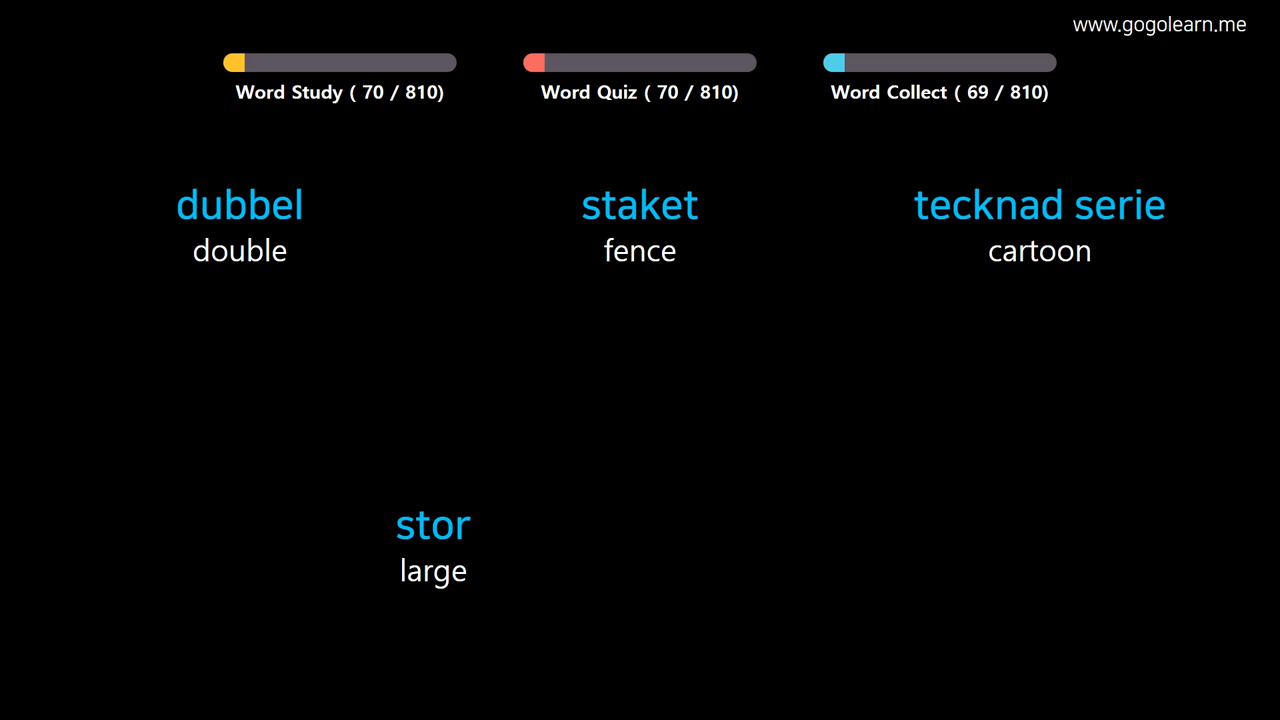 www.gogolearn.me
Word Study ( 70 / 810)
Word Quiz ( 70 / 810)
Word Collect ( 69 / 810)
dubbel
double
staket
fence
tecknad serie
cartoon
stor
large